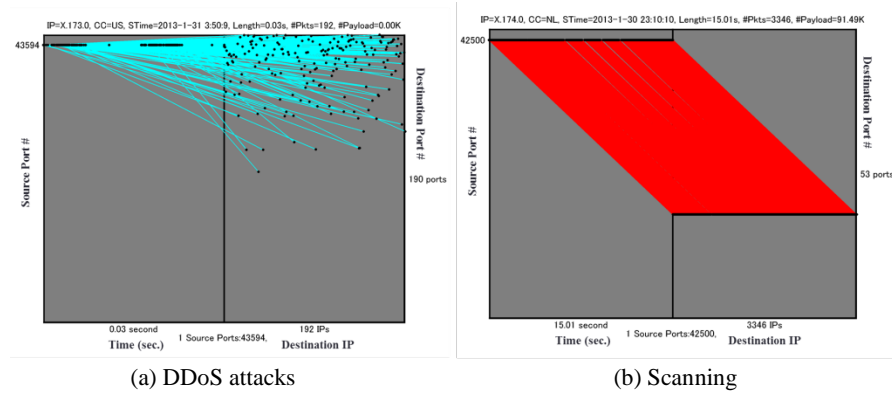 IP=X.173.0, CC=US, STime=2013-1-31 3:50:9, Length=0.03s, #Pkts=192, #Payload=0.00K
43594
Source Port #
Destination Port #
190 ports
0.03 second
192 IPs
1 Source Ports:43594,
Time (sec.)
Destination IP
(a) DDoS attacks
IP=X.174.0, CC=NL, STime=2013-1-30 23:10:10, Length=15.01s, #Pkts=3346, #Payload=91.49K
42500
Source Port #
Destination Port #
53 ports
15.01 second
3346 IPs
1 Source Ports:42500,
Time (sec.)
Destination IP
(b) Scanning